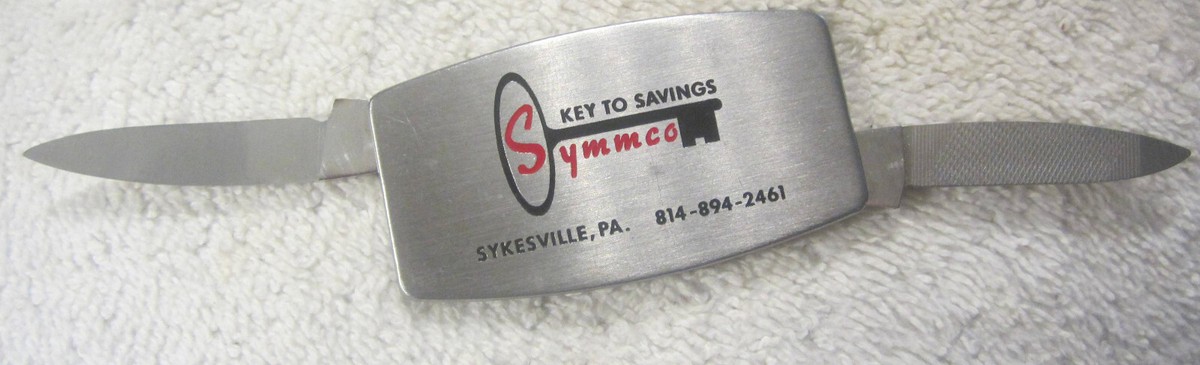 KEY TO SAVINGS
Symmco
SYKESVILLE, PA. 814-894-2461